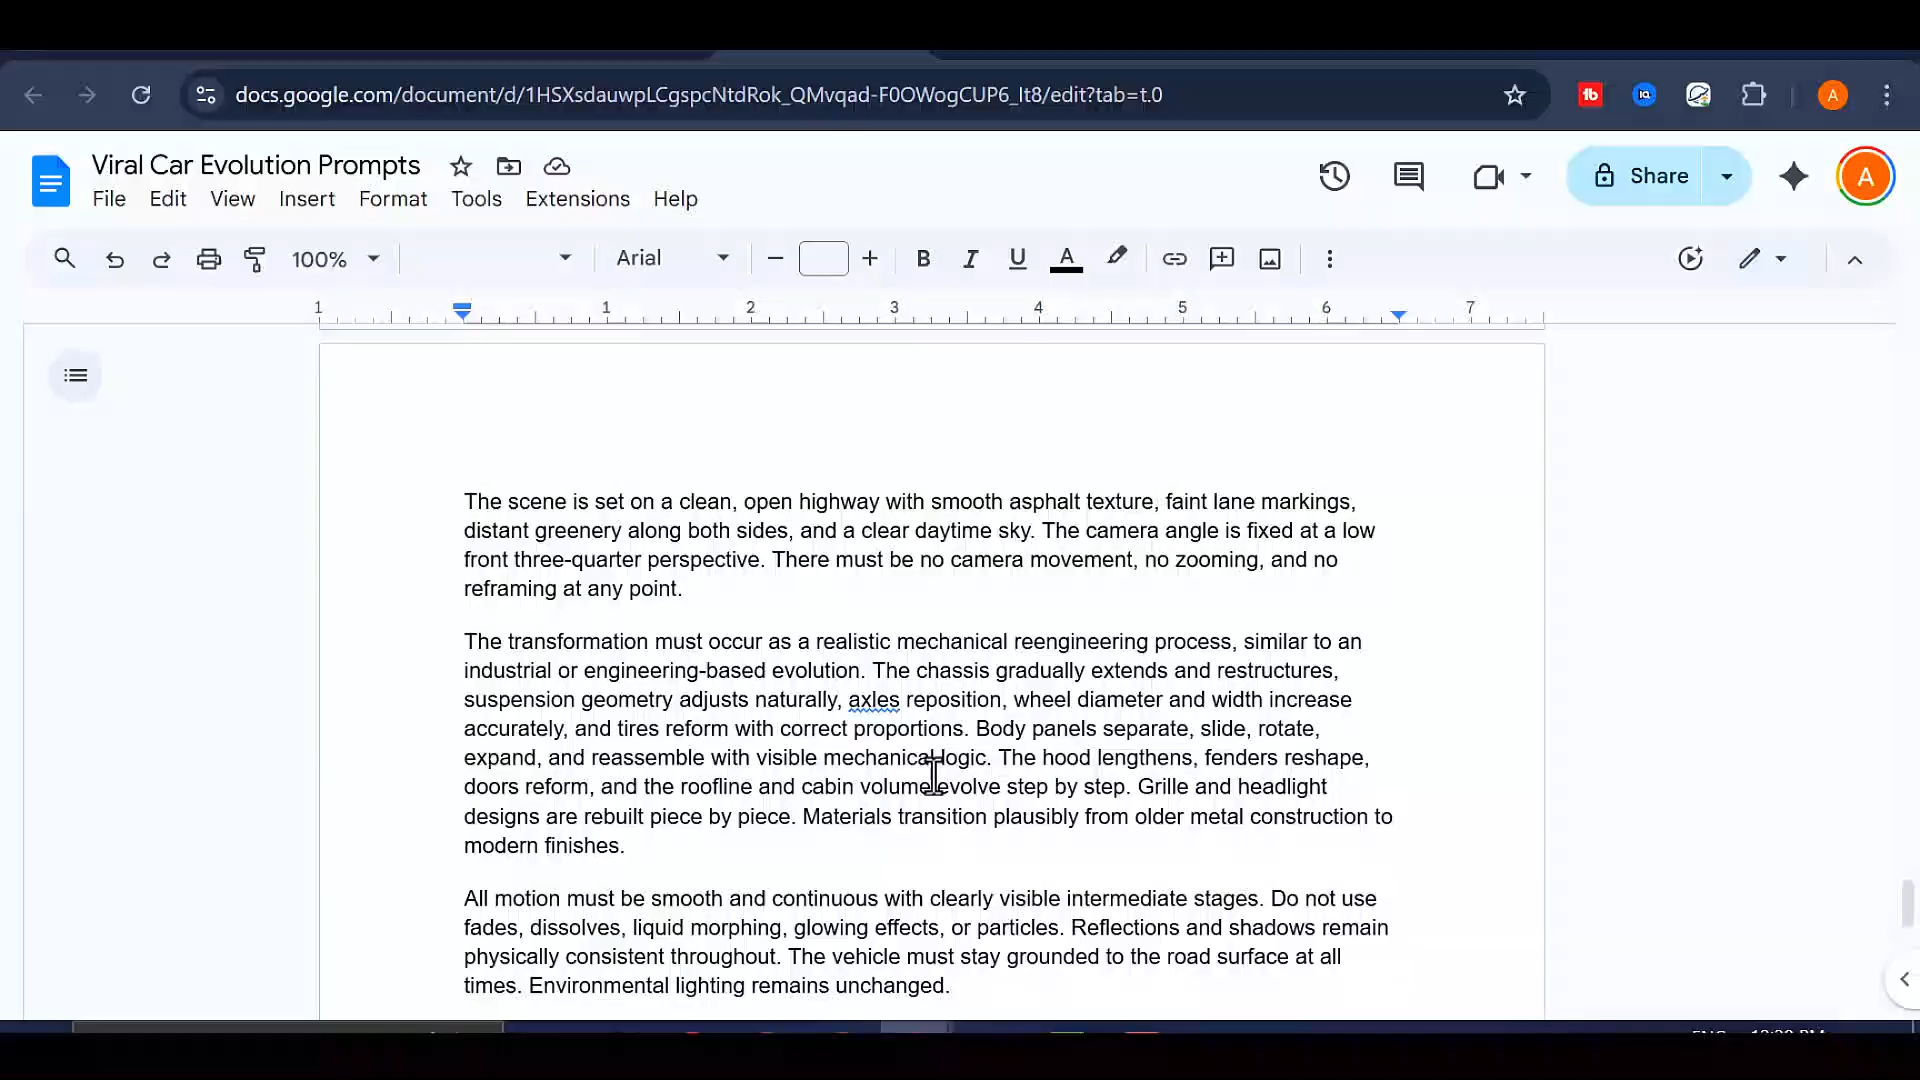 docs.google.com/document/d/1HSXsdauwpLCgspcNtdRok_QMvqad-F0OWogCUP6_It8/edit?tab=t.0
Viral Car Evolution Prompts
File Edit View Insert Format Tools Extensions Help
Share
A
A
100%
Arial
B I U A
1 1 2 3 4 5 6 7
The scene is set on a clean, open highway with smooth asphalt texture, faint lane markings,
distant greenery along both sides, and a clear daytime sky. The camera angle is fixed at a low
front three-quarter perspective. There must be no camera movement, no zooming, and no
reframing at any point.
The transformation must occur as a realistic mechanical reengineering process, similar to an
industrial or engineering-based evolution. The chassis gradually extends and restructures,
suspension geometry adjusts naturally, axles reposition, wheel diameter and width increase
accurately, and tires reform with correct proportions. Body panels separate, slide, rotate,
expand, and reassemble with visible mechanical logic. The hood lengthens, fenders reshape,
doors reform, and the roofline and cabin volume evolve step by step. Grille and headlight
designs are rebuilt piece by piece. Materials transition plausibly from older metal construction to
modern finishes.
All motion must be smooth and continuous with clearly visible intermediate stages. Do not use
fades, dissolves, liquid morphing, glowing effects, or particles. Reflections and shadows remain
physically consistent throughout. The vehicle must stay grounded to the road surface at all
times. Environmental lighting remains unchanged.